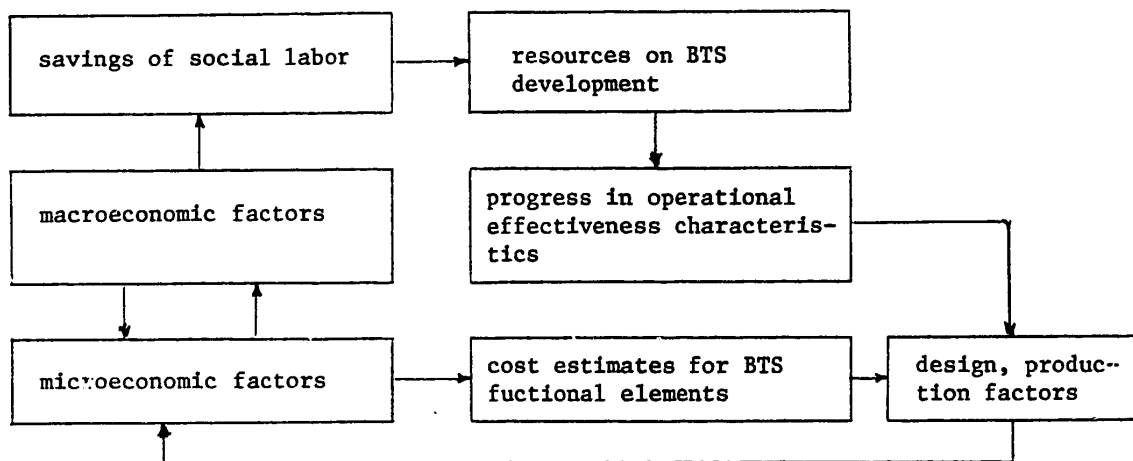 savings of social labor
resources on BTS
development
macroeconomic factors
progress in operational
effectiveness characteris-
tics
microeconomic factors
cost estimates for BTS
fuctional elements
design, produc-
tion factors